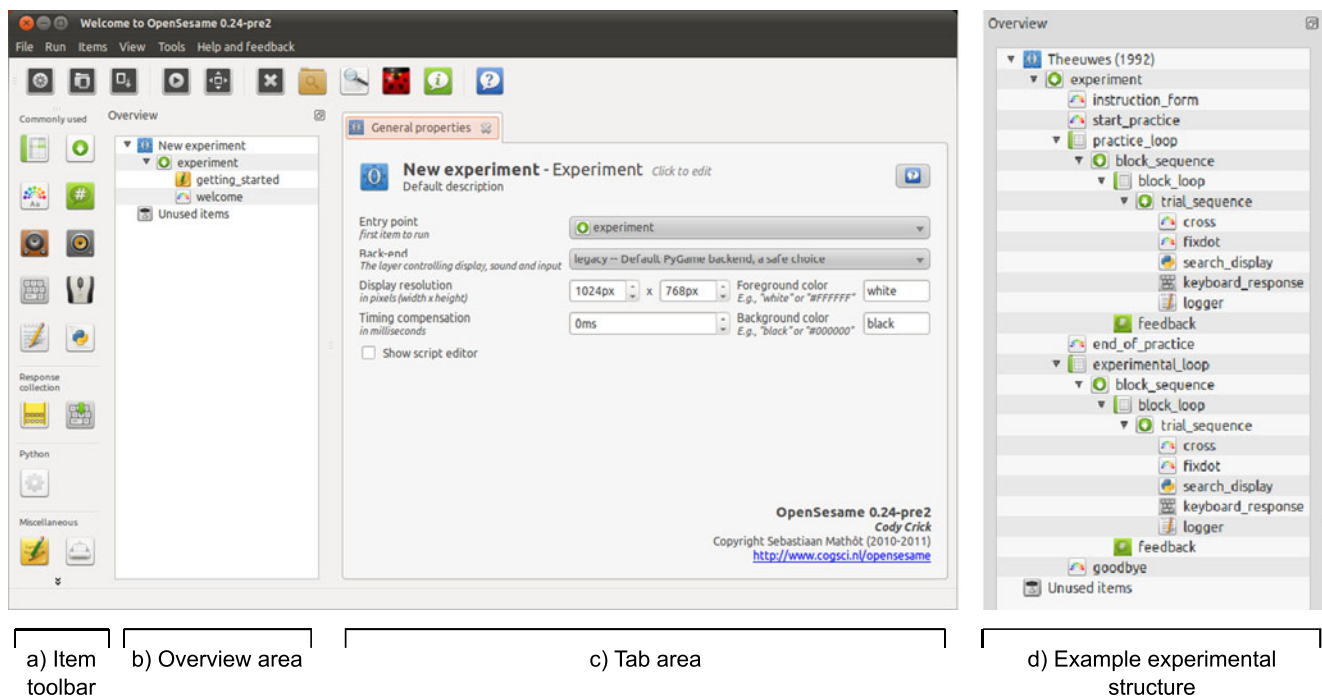 Welcome to OpenSesame 0.24-pre2
File Run Items View Tools Help and feedback
Commonly used
Aa
Response
collection
Python
Miscellaneous
Overview
New experiment
experiment
getting_started
welcome
Unused items
General properties
New experiment - Experiment Click to edit
Default description
Entry point
first item to run
experiment
Back-end
The layer controlling display, sound and input
legacy -- Default PyGame backend, a safe choice
Display resolution
in pixels (width x height)
1024px x 768px
Foreground color
E.g., "white" or "#FFFFFF"
white
Timing compensation
in milliseconds
0ms
Background color
E.g., "black" or "#000000"
black
Show script editor
OpenSesame 0.24-pre2
Cody Crick
Copyright Sebastiaan Mathôt (2010-2011)
http://www.cogsci.nl/opensesame
Overview
Theeuwes (1992)
experiment
instruction_form
start_practice
practice_loop
block_sequence
block_loop
trial_sequence
cross
fixdot
search_display
keyboard_response
logger
feedback
end_of_practice
experimental_loop
block_sequence
block_loop
trial_sequence
cross
fixdot
search_display
keyboard_response
logger
feedback
goodbye
Unused items
a) Item
toolbar
b) Overview area
c) Tab area
d) Example experimental
structure